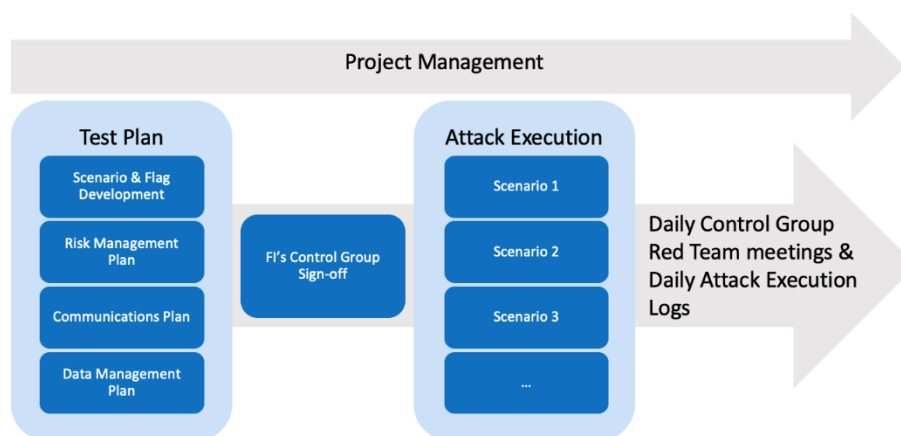 Project Management
Test Plan
Scenario & Flag
Development
Risk Management
Plan
Communications Plan
Data Management
Plan
FI's Control Group
Sign-off
Attack Execution
Scenario 1
Scenario 2
Scenario 3
...
Daily Control Group
Red Team meetings &
Daily Attack Execution
Logs